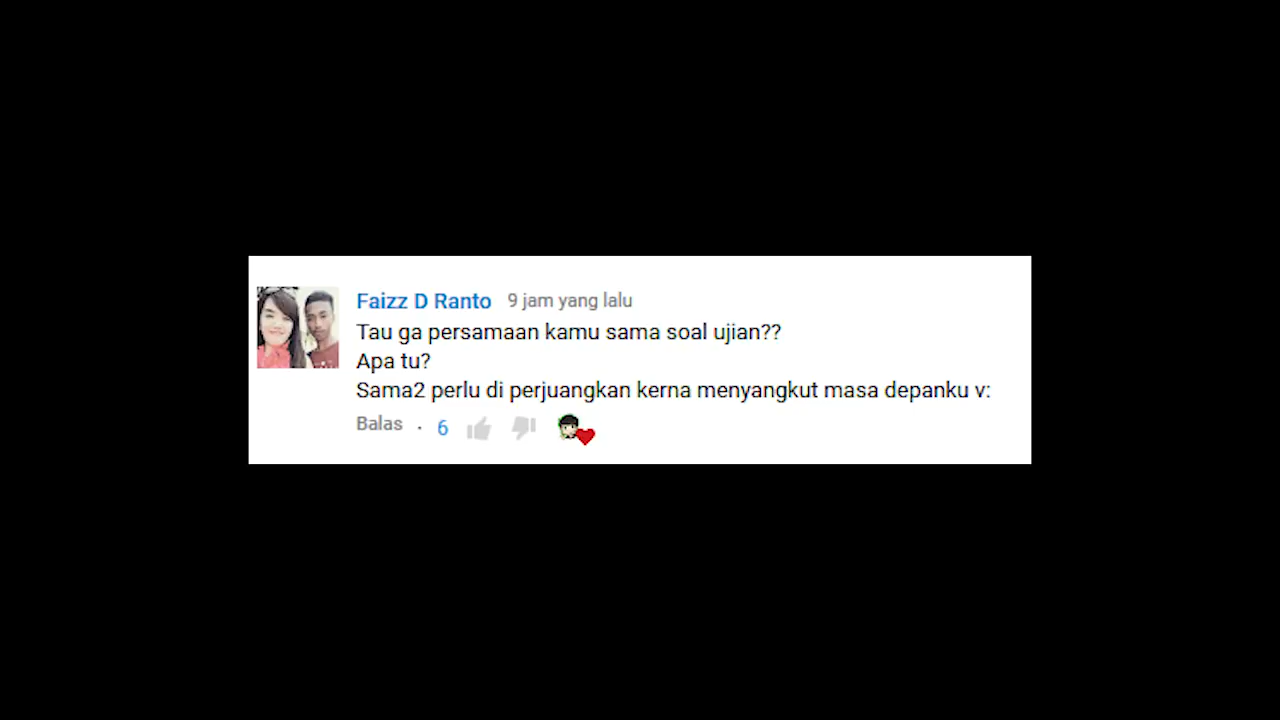 Faizz D Ranto 9 jam yang lalu
Tau ga persamaan kamu sama soal ujian??
Apa tu?
Sama2 perlu di perjuangkan kerna menyangkut masa depanku v:
Balas . 6